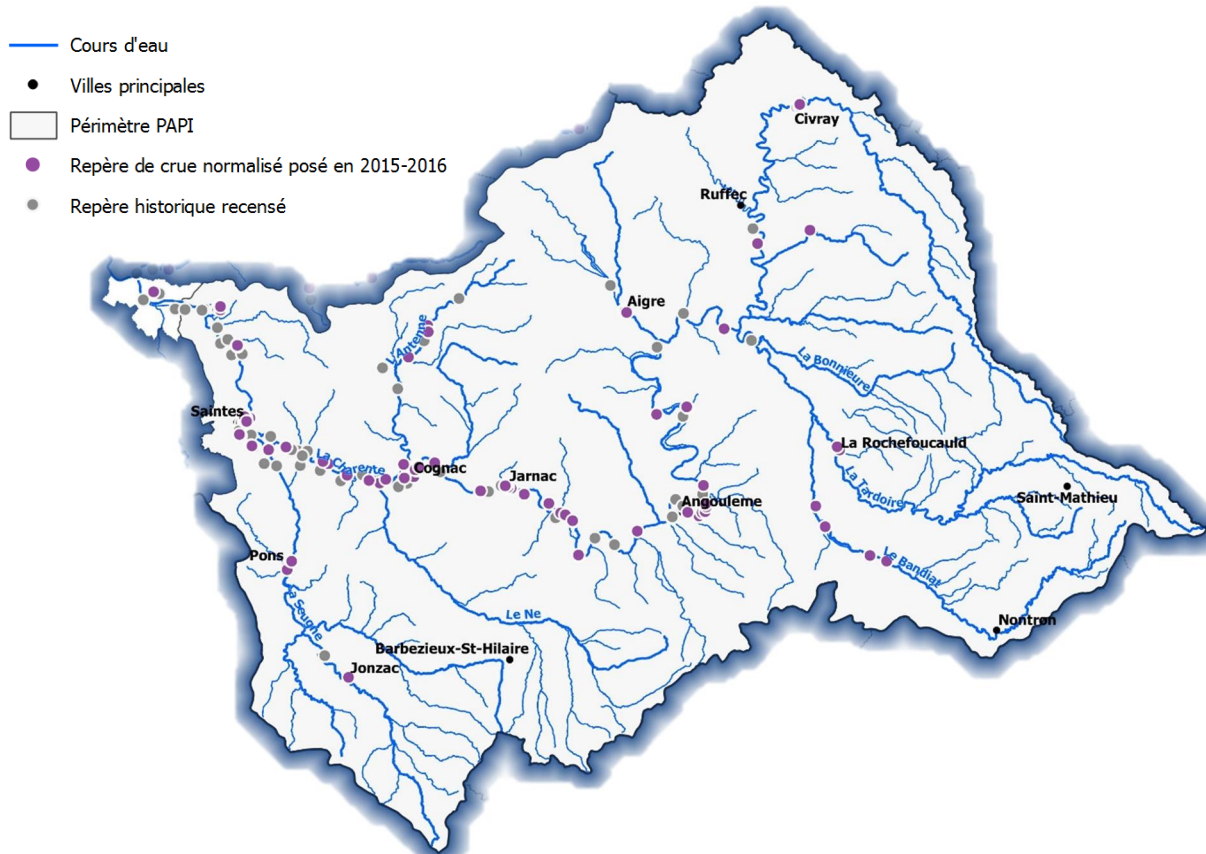 Cours d'eau
Villes principales
Périmètre PAPI
Repère de crue normalisé posé en 2015-2016
Repère historique recensé
Civray
Ruffec
Aigre
L'Antenne
La Bonnieure
Saintes
La Charente
Cognac
Jarnac
La Rochefoucauld
La Tardoire
Saint-Mathieu
Angouleme
Pons
Le Bandiat
La Seugne
Le Ne
Nontron
Barbezieux-St-Hilaire
Jonzac